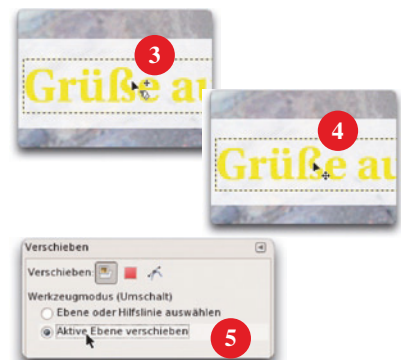 3
Grüße au
4
Grüße au
Verschieben
Verschieben:
Werkzeugmodus (Umschalt)
Ebene oder Hilfslinie auswählen
Aktive Ebene verschieben
5